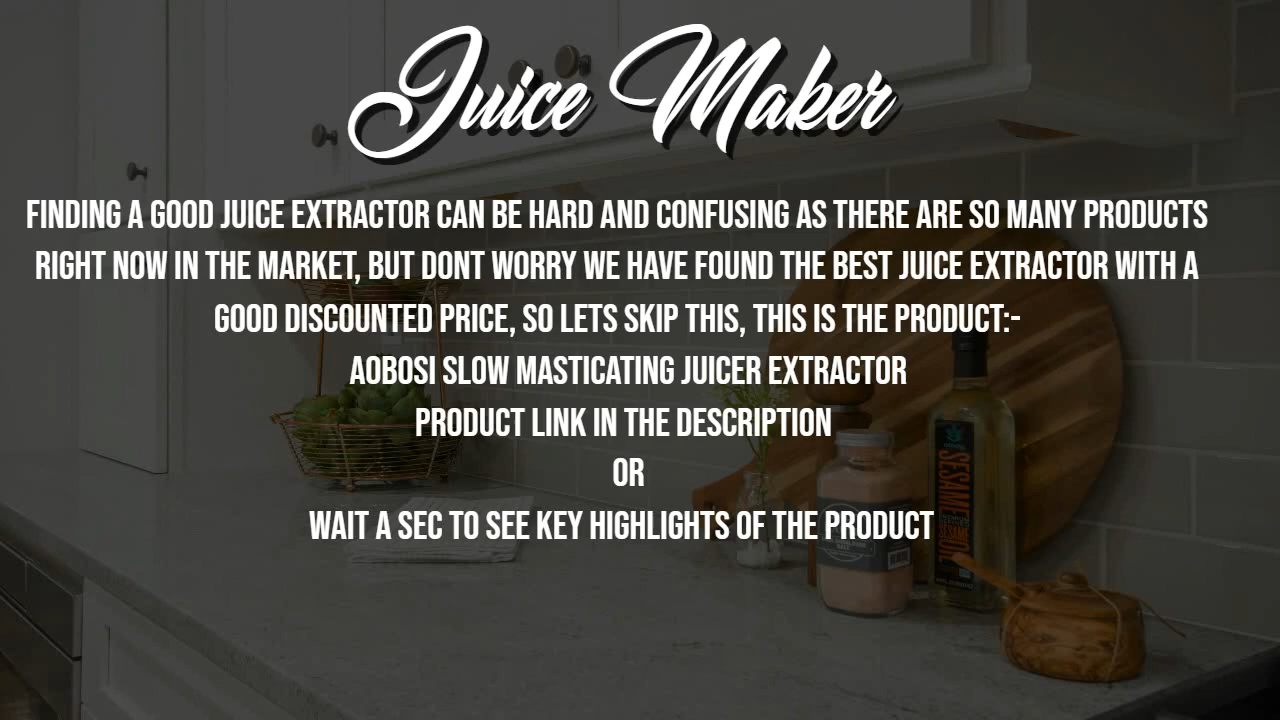 Juice Maker
FINDING A GOOD JUICE EXTRACTOR CAN BE HARD AND CONFUSING AS THERE ARE SO MANY PRODUCTS
RIGHT NOW IN THE MARKET, BUT DONT WORRY WE HAVE FOUND THE BEST JUICE EXTRACTOR WITH A
GOOD DISCOUNTED PRICE, SO LETS SKIP THIS, THIS IS THE PRODUCT:-
AOBOSI SLOW MASTICATING JUICER EXTRACTOR
PRODUCT LINK IN THE DESCRIPTION
OR
WAIT A SEC TO SEE KEY HIGHLIGHTS OF THE PRODUCT
SESAME OIL